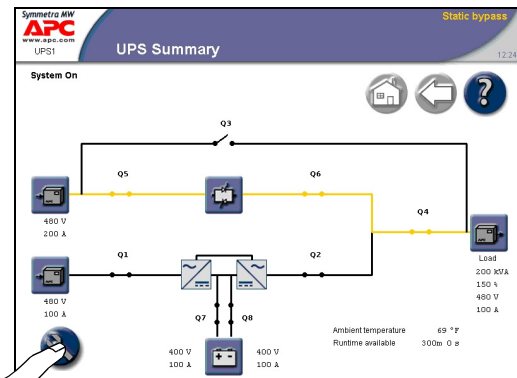 Symmetra MW
APC
www.apc.com
UPS1
UPS Summary
Static bypass
12:24
System On
?
Q3
Q5
Q6
Q4
480 V
200 A
Q1
Q2
Load
200 kVA
150 %
480 V
100 A
480 V
100 A
Q7
Q8
400 V
100 A
400 V
100 A
Ambient temperature 69 °F
Runtime available 300m 0 s